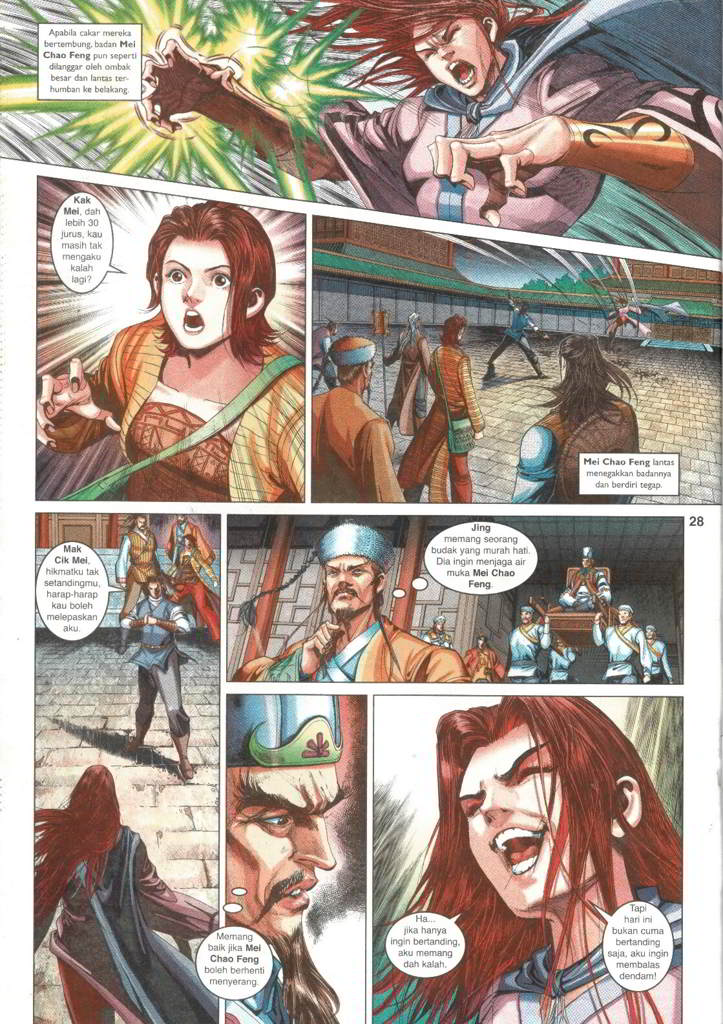 Apabila cakar mereka
bertembung, badan Mei
Chao Feng pun seperti
dilanggar oleh ombak
besar dan lantas ter-
humban ke belakang.
Kak
Mei, dah
lebih 30
jurus, kau
masih tak
mengaku
kalah
lagi?
Mei Chao Feng lantas
menegakkan badannya
dan berdiri tegap.
28
Mak
Cik Mei,
hikmatku tak
setandingmu,
harap-harap
kau boleh
melepaskan
aku.
Jing
memang seorang
budak yang murah hati.
Dia ingin menjaga air
muka Mei Chao
Feng.
Memang
baik jika Mei
Chao Feng
boleh berhenti
menyerang.
Ha...
jika hanya
ingin bertanding,
aku memang
dah kalah.
Tapi
hari ini
bukan cuma
bertanding
saja, aku ingin
membalas
dendam!